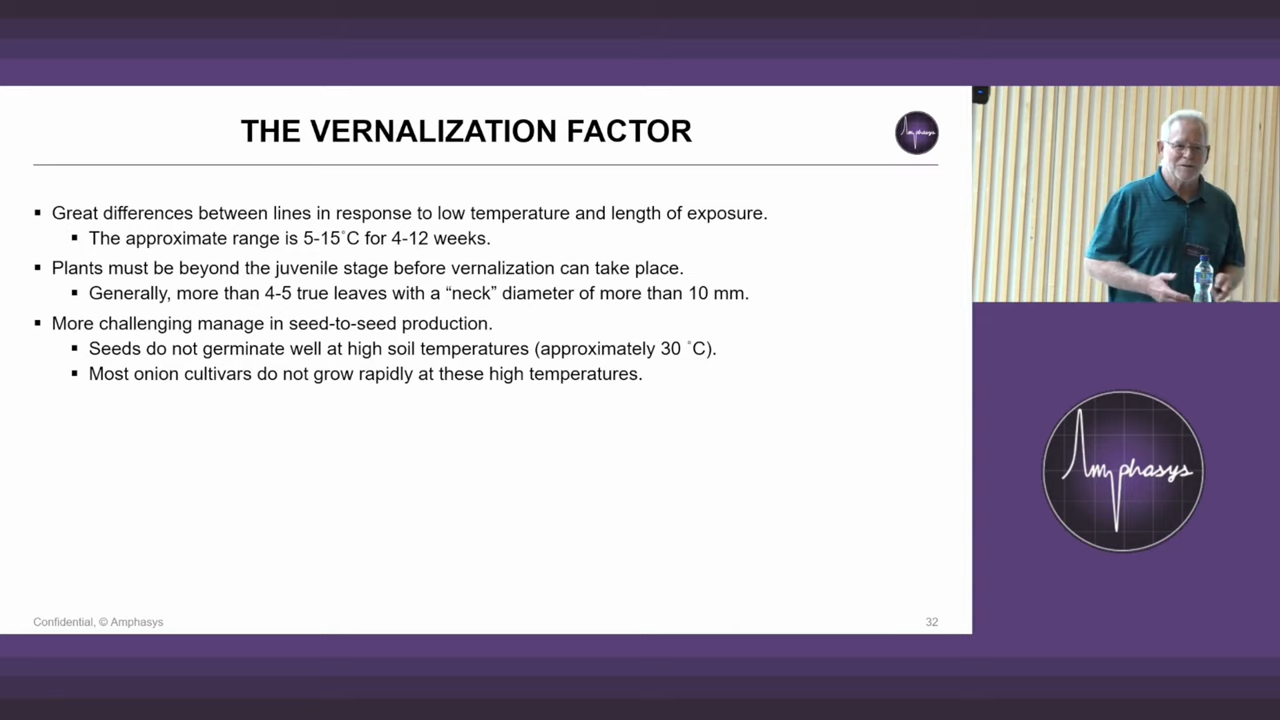 THE VERNALIZATION FACTOR
Amphasys
▪ Great differences between lines in response to low temperature and length of exposure.
▪ The approximate range is 5-15˚C for 4-12 weeks.
▪ Plants must be beyond the juvenile stage before vernalization can take place.
▪ Generally, more than 4-5 true leaves with a “neck” diameter of more than 10 mm.
▪ More challenging manage in seed-to-seed production.
▪ Seeds do not germinate well at high soil temperatures (approximately 30 ˚C).
▪ Most onion cultivars do not grow rapidly at these high temperatures.
Amphasys
Confidential, © Amphasys
32